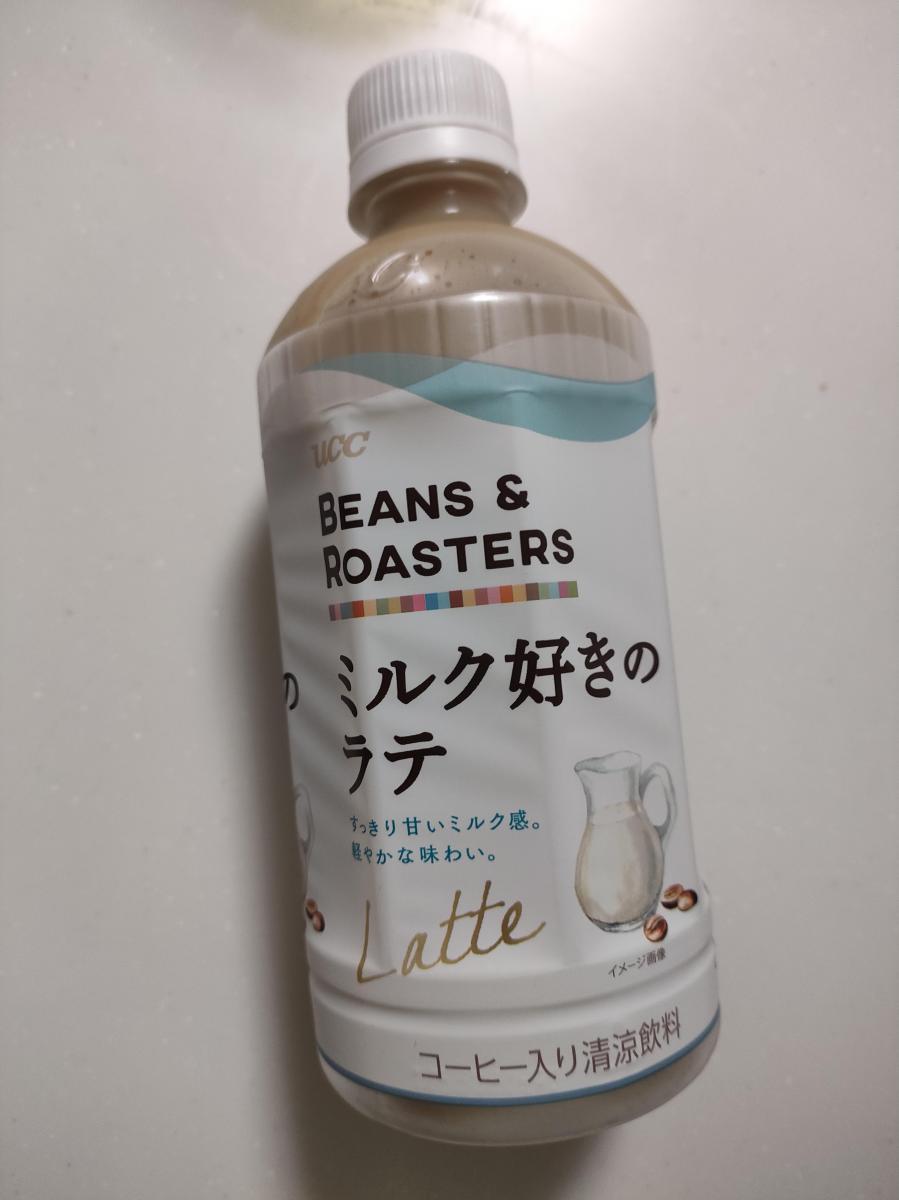 UCC
BEANS &
ROASTERS
ミルク好きの
ラテ
すっきり甘いミルク感。
軽やかな味わい。
Latte
イメージ画像
コーヒー入り清涼飲料
の